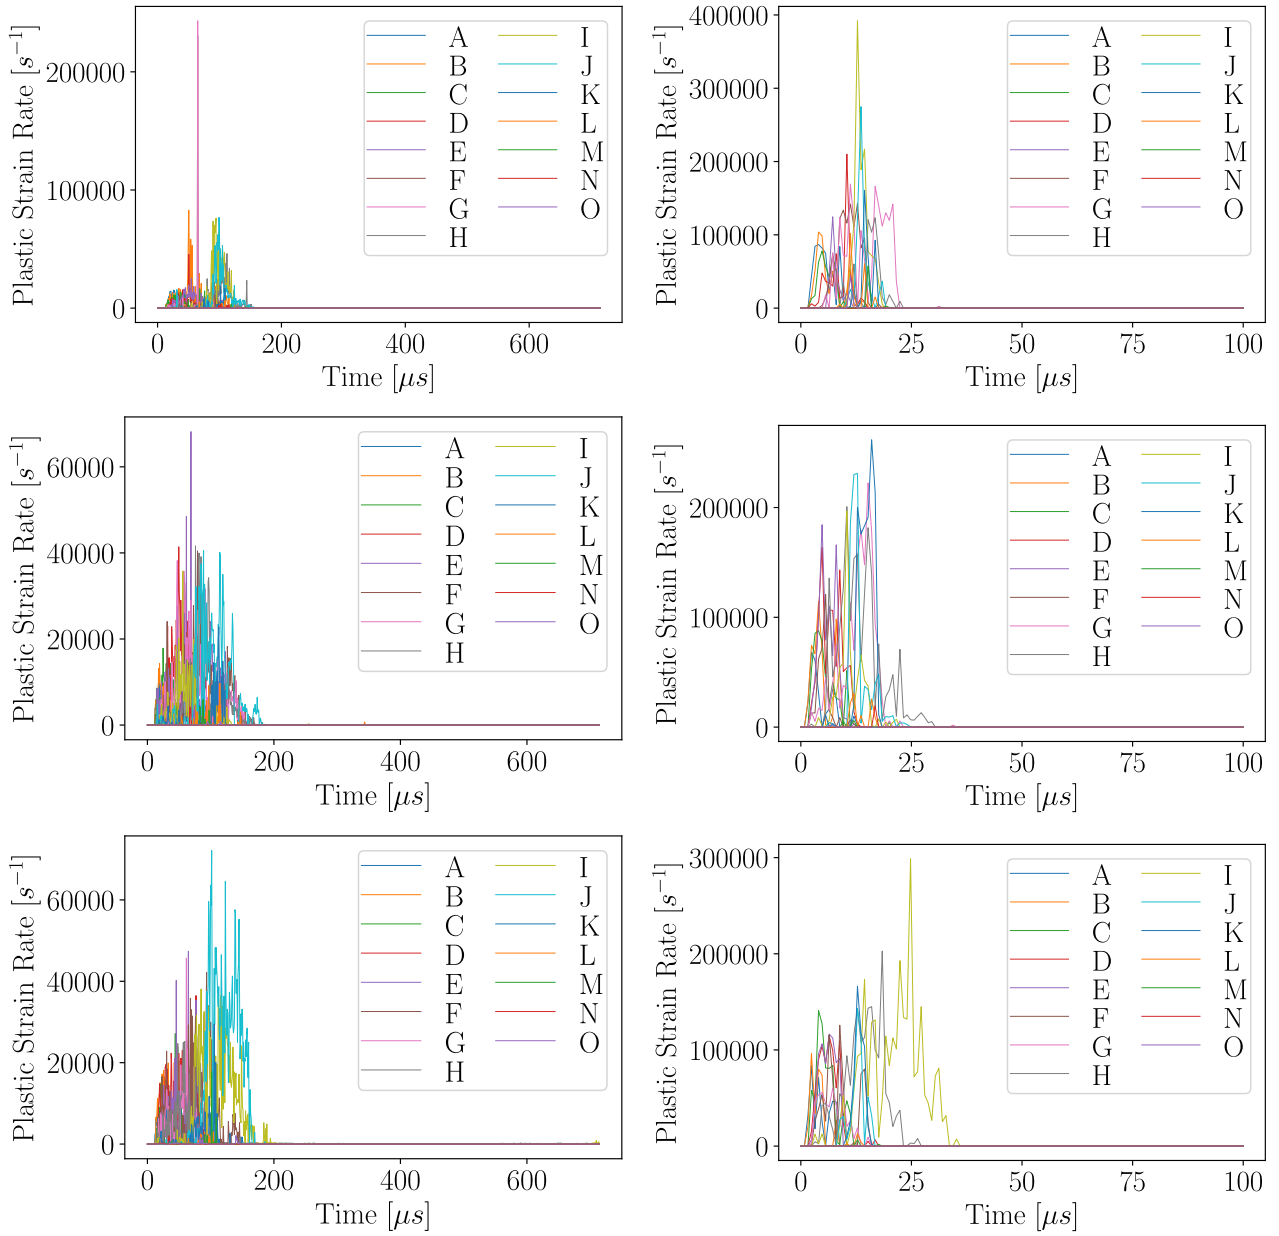 Plastic Strain Rate [s⁻¹]
200000
100000
0
0 200 400 600
Time [μs]
A I
B J
C K
D L
E M
F N
G O
H
Plastic Strain Rate [s⁻¹]
400000
300000
200000
100000
0
0 25 50 75 100
Time [μs]
A I
B J
C K
D L
E M
F N
G O
H
Plastic Strain Rate [s⁻¹]
60000
40000
20000
0
0 200 400 600
Time [μs]
A I
B J
C K
D L
E M
F N
G O
H
Plastic Strain Rate [s⁻¹]
200000
100000
0
0 25 50 75 100
Time [μs]
A I
B J
C K
D L
E M
F N
G O
H
Plastic Strain Rate [s⁻¹]
60000
40000
20000
0
0 200 400 600
Time [μs]
A I
B J
C K
D L
E M
F N
G O
H
Plastic Strain Rate [s⁻¹]
300000
200000
100000
0
0 25 50 75 100
Time [μs]
A I
B J
C K
D L
E M
F N
G O
H